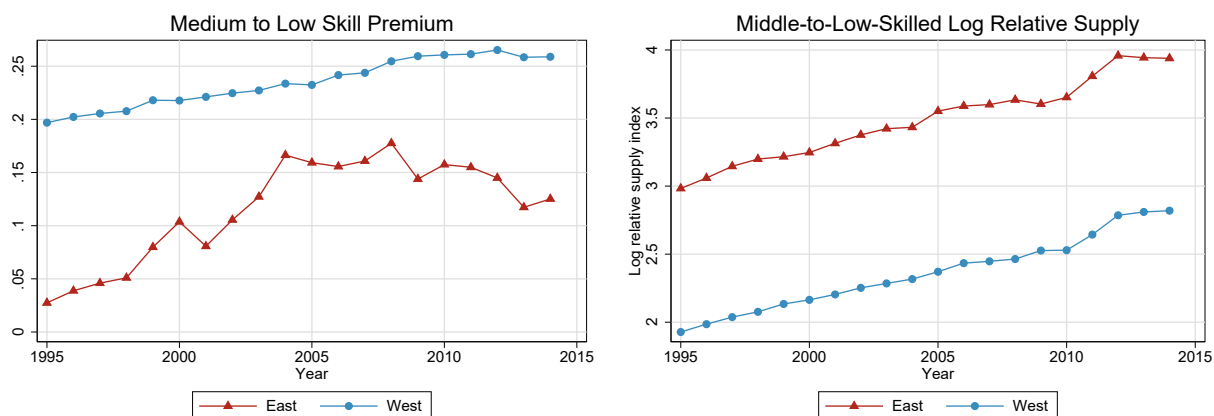 Medium to Low Skill Premium
.25
.2
.15
.1
.05
0
1995 2000 2005 2010 2015
Year
East West
Middle-to-Low-Skilled Log Relative Supply
Log relative supply index
4
3.5
3
2.5
2
1995 2000 2005 2010 2015
Year
East West